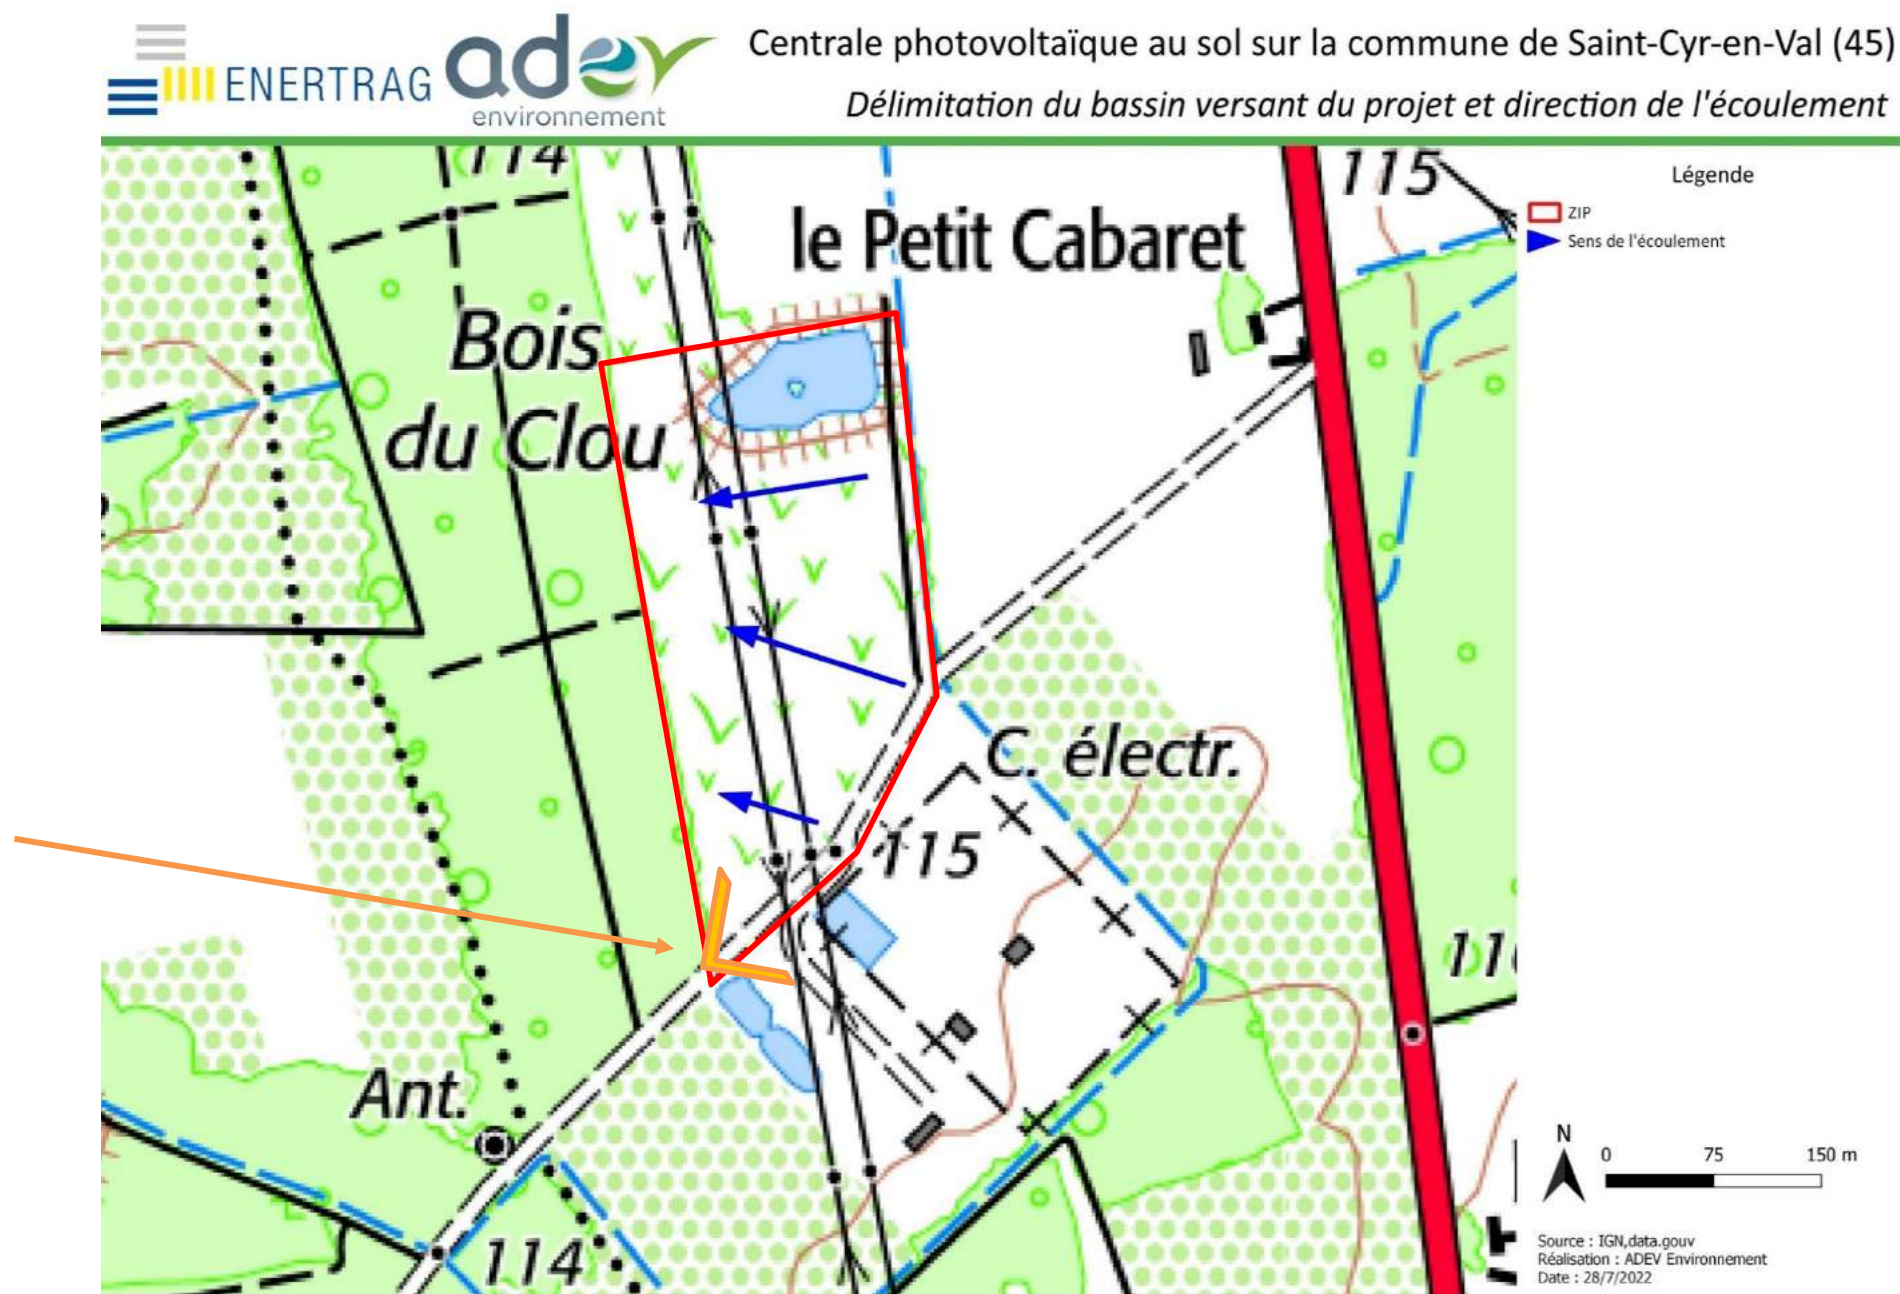 ENERTRAG
adev
environnement
Centrale photovoltaïque au sol sur la commune de Saint-Cyr-en-Val (45)
Délimitation du bassin versant du projet et direction de l'écoulement
114
115
le Petit Cabaret
Bois
du Clou
C. électr.
115
Ant.
114
Légende
ZIP
Sens de l'écoulement
N
0 75 150 m
Source : IGN,data.gouv
Réalisation : ADEV Environnement
Date : 28/7/2022